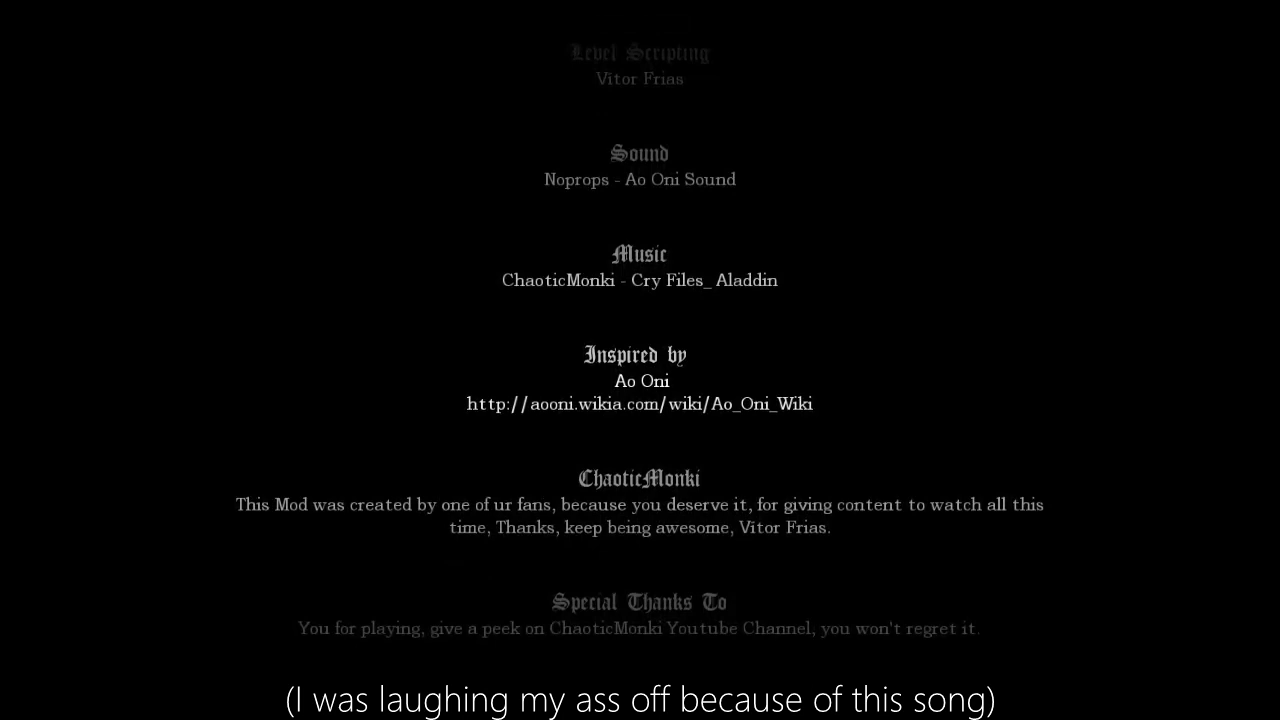 Level Scripting
Vitor Frias
Sound
Noprops - Ao Oni Sound
Music
ChaoticMonki - Cry Files_ Aladdin
Inspired by
Ao Oni
http://aooni.wikia.com/wiki/Ao_Oni_Wiki
ChaoticMonki
This Mod was created by one of ur fans, because you deserve it, for giving content to watch all this
time, Thanks, keep being awesome, Vitor Frias.
Special Thanks To
You for playing, give a peek on ChaoticMonki Youtube Channel, you won't regret it.
(I was laughing my ass off because of this song)